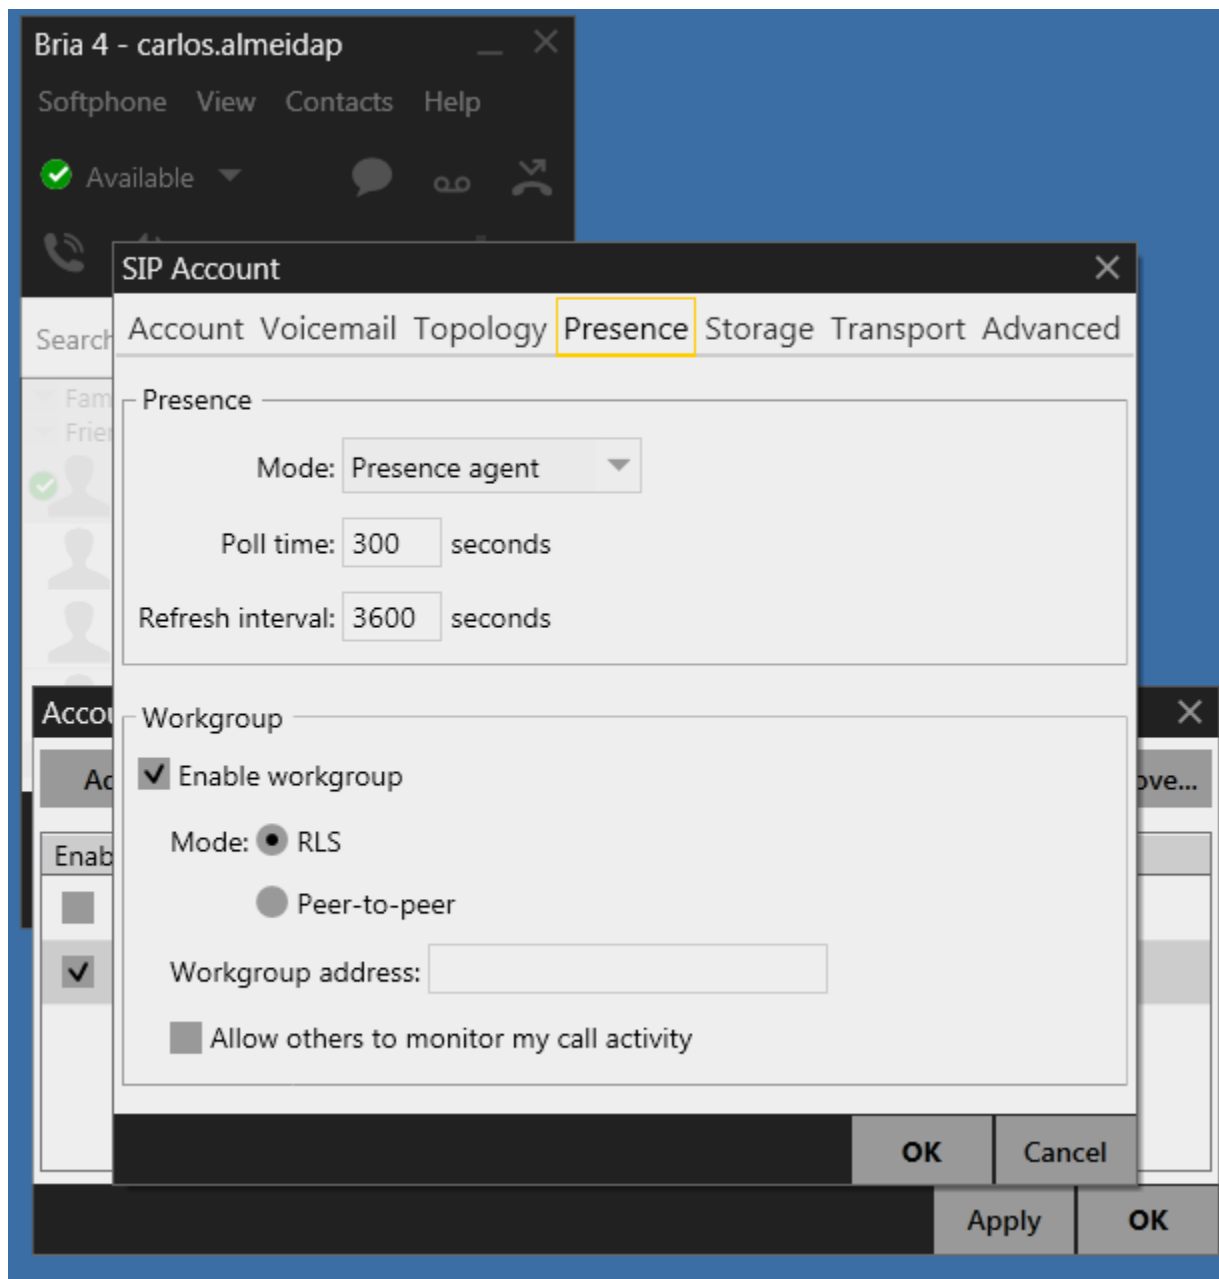 Bria 4 - carlos.almeidap
Softphone View Contacts Help
Available
SIP Account
Search
Account Voicemail Topology Presence Storage Transport Advanced
Presence
Mode: Presence agent
Poll time: 300 seconds
Refresh interval: 3600 seconds
Workgroup
Enable workgroup
Mode: RLS
Peer-to-peer
Workgroup address:
Allow others to monitor my call activity
OK Cancel
Apply OK